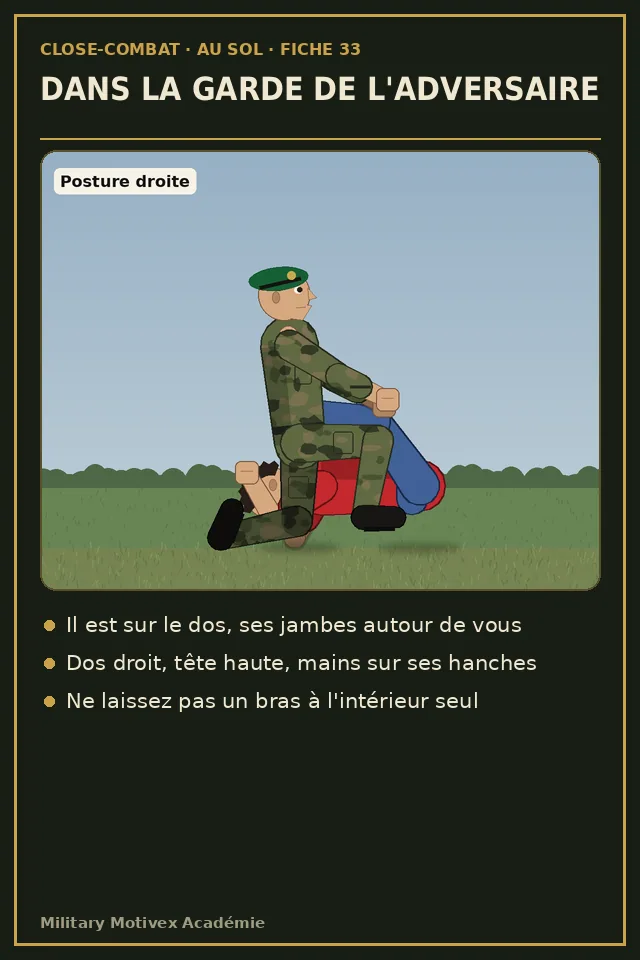 CLOSE-COMBAT · AU SOL · FICHE 33
DANS LA GARDE DE L'ADVERSAIRE
Posture droite
Il est sur le dos, ses jambes autour de vous
Dos droit, tête haute, mains sur ses hanches
Ne laissez pas un bras à l'intérieur seul
Military Motivex Académie